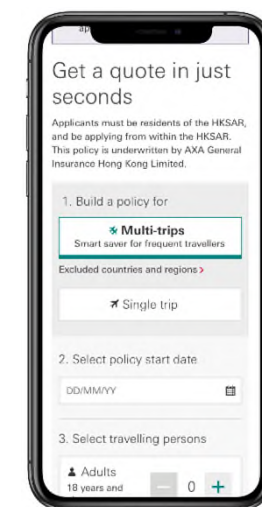 ap
Get a quote in just
seconds
Applicants must be residents of the HKSAR,
and be applying from within the HKSAR.
This policy is underwritten by AXA General
Insurance Hong Kong Limited.
1. Build a policy for
Multi-trips
Smart saver for frequent travellers
Excluded countries and regions >
Single trip
2. Select policy start date
DD/MM/YY
3. Select travelling persons
Adults
18 years and
— 0 +